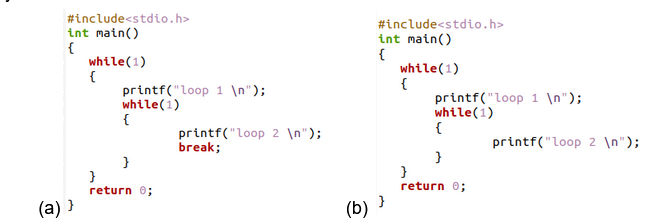 #include<stdio.h>
int main()
{
while(1)
{
printf("loop 1 \n");
while(1)
{
printf("loop 2 \n");
break;
}
}
return 0;
(a) }
#include<stdio.h>
int main()
{
while(1)
{
printf("loop 1 \n");
while(1)
{
printf("loop 2 \n");
}
}
return 0;
(b) }